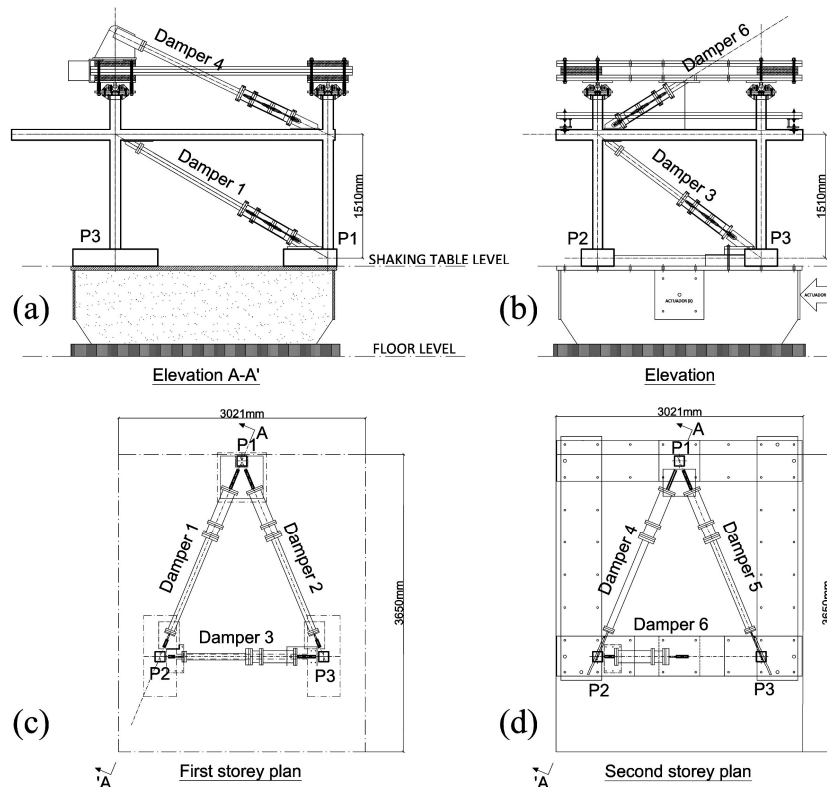 Damper 4
Damper 1
1510mm
P3
P1
SHAKING TABLE LEVEL
(a)
FLOOR LEVEL
Elevation A-A'
Damper 6
Damper 3
1510mm
P2
P3
ACTUADOR (X)
ACTUADOR
(b)
Elevation
3021mm
A
P1
Damper 1
Damper 2
3650mm
Damper 3
P2
P3
(c)
'A
First storey plan
3021mm
A
P1
Damper 4
Damper 5
3650mm
Damper 6
P2
P3
(d)
'A
Second storey plan